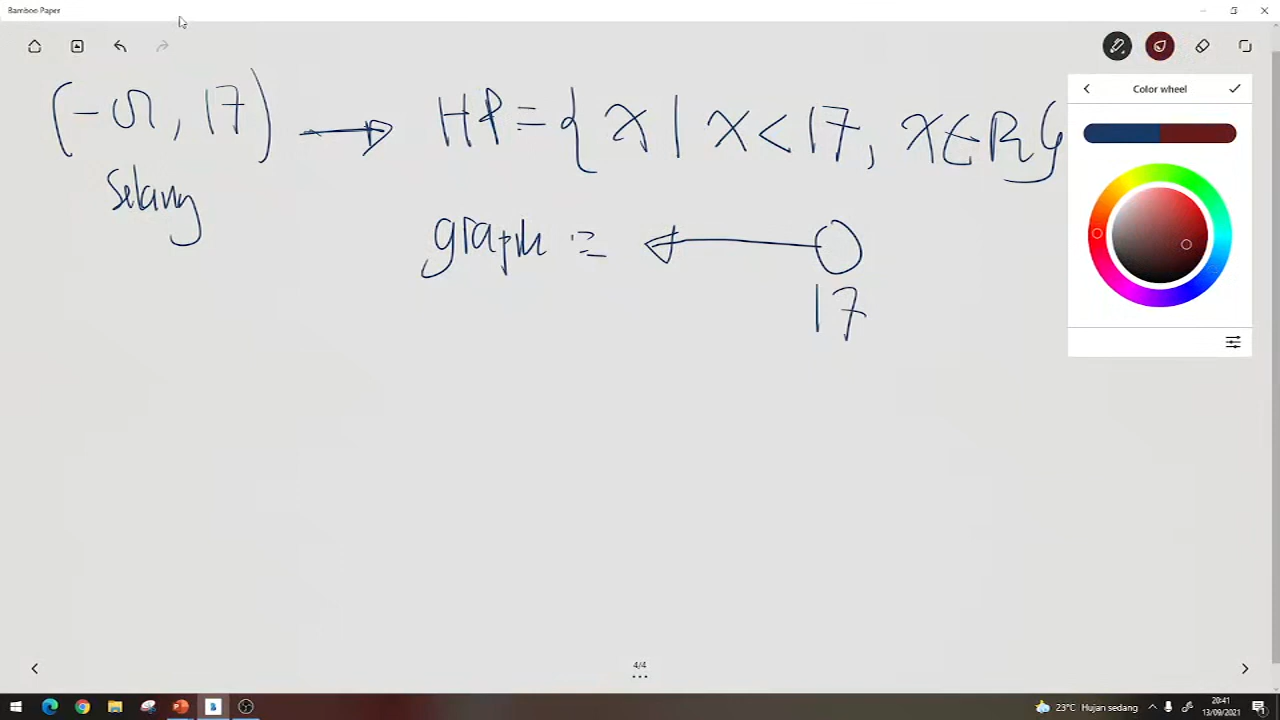 Bamboo Paper
Color wheel
(-∞, 17) → HP = { x | x < 17, x ∈ R }
Selang
graph =
17
4/4
23°C Hujan sedang
20:41
13/09/2021